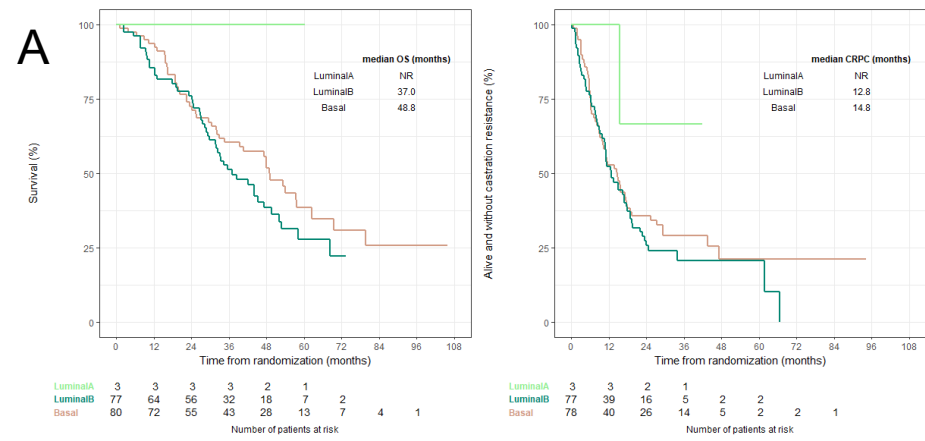 A
Survival (%)
100
75
50
25
0
median OS (months)
LuminalA NR
LuminalB 37.0
Basal 48.8
0 12 24 36 48 60 72 84 96 108
Time from randomization (months)
LuminalA 3 3 3 3 2 1
LuminalB 77 64 56 32 18 7 2
Basal 80 72 55 43 28 13 7 4 1
Number of patients at risk
Alive and without castration resistance (%)
100
75
50
25
0
median CRPC (months)
LuminalA NR
LuminalB 12.8
Basal 14.8
0 12 24 36 48 60 72 84 96 108
Time from randomization (months)
LuminalA 3 3 2 1
LuminalB 77 39 16 5 2 2
Basal 78 40 26 14 5 2 2 1
Number of patients at risk